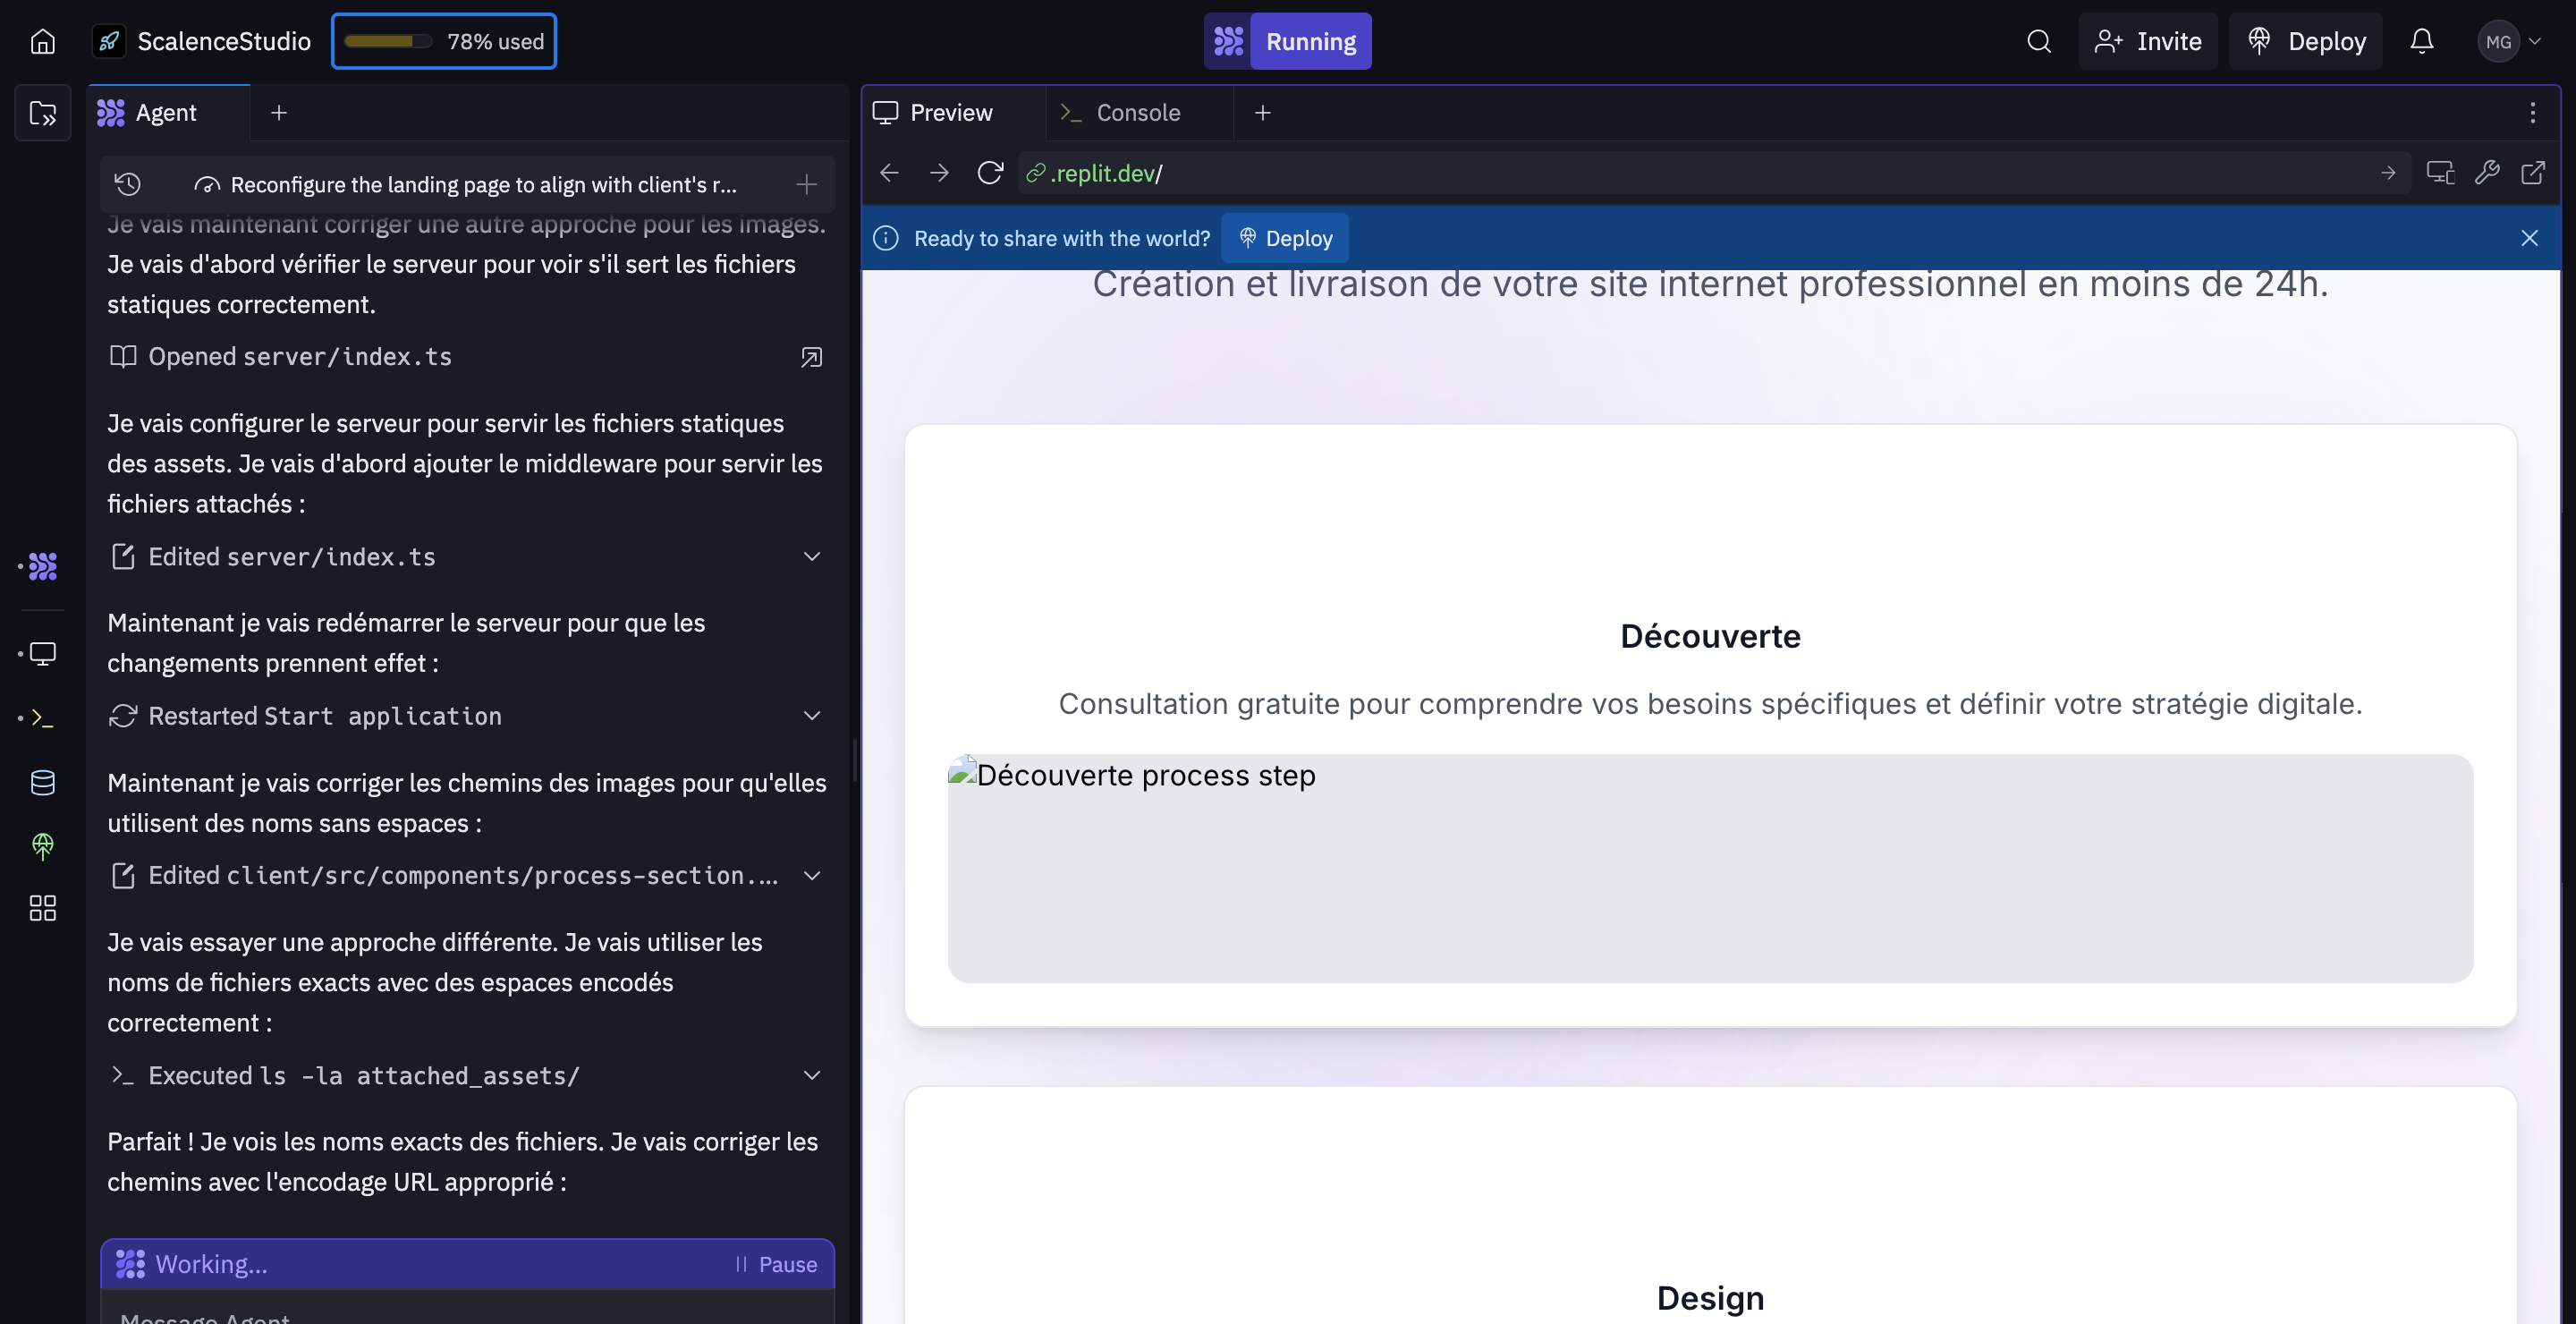 ScalenceStudio
78% used
Running
Invite
Deploy
MG
Agent
Reconfigure the landing page to align with client's r...
Je vais maintenant corriger une autre approche pour les images.
Je vais d'abord vérifier le serveur pour voir s'il sert les fichiers
statiques correctement.
Opened server/index.ts
Je vais configurer le serveur pour servir les fichiers statiques
des assets. Je vais d'abord ajouter le middleware pour servir les
fichiers attachés :
Edited server/index.ts
Maintenant je vais redémarrer le serveur pour que les
changements prennent effet :
Restarted Start application
Maintenant je vais corriger les chemins des images pour qu'elles
utilisent des noms sans espaces :
Edited client/src/components/process-section....
Je vais essayer une approche différente. Je vais utiliser les
noms de fichiers exacts avec des espaces encodés
correctement :
Executed ls -la attached_assets/
Parfait ! Je vois les noms exacts des fichiers. Je vais corriger les
chemins avec l'encodage URL approprié :
Working...
Pause
Message Agent
Preview
Console
.replit.dev/
Ready to share with the world?
Deploy
Création et livraison de votre site internet professionnel en moins de 24h.
Découverte
Consultation gratuite pour comprendre vos besoins spécifiques et définir votre stratégie digitale.
Découverte process step
Design